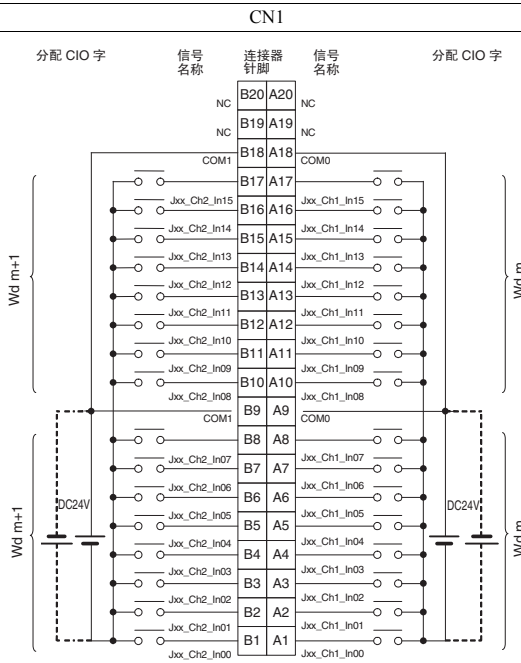 CN1
分配 CIO 字 信号名称 连接器针脚 信号名称 分配 CIO 字
NC B20 A20 NC
NC B19 A19 NC
COM1 B18 A18 COM0
Jxx_Ch2_In15 B17 A17 Jxx_Ch1_In15
Jxx_Ch2_In14 B16 A16 Jxx_Ch1_In14
Jxx_Ch2_In13 B15 A15 Jxx_Ch1_In13
Jxx_Ch2_In12 B14 A14 Jxx_Ch1_In12
Jxx_Ch2_In11 B13 A13 Jxx_Ch1_In11
Jxx_Ch2_In10 B12 A12 Jxx_Ch1_In10
Jxx_Ch2_In09 B11 A11 Jxx_Ch1_In09
Jxx_Ch2_In08 B10 A10 Jxx_Ch1_In08
COM1 B9 A9 COM0
Jxx_Ch2_In07 B8 A8 Jxx_Ch1_In07
Jxx_Ch2_In06 B7 A7 Jxx_Ch1_In06
Jxx_Ch2_In05 B6 A6 Jxx_Ch1_In05
Jxx_Ch2_In04 B5 A5 Jxx_Ch1_In04
Jxx_Ch2_In03 B4 A4 Jxx_Ch1_In03
Jxx_Ch2_In02 B3 A3 Jxx_Ch1_In02
Jxx_Ch2_In01 B2 A2 Jxx_Ch1_In01
Jxx_Ch2_In00 B1 A1 Jxx_Ch1_In00
Wd m+1
Wd m
DC24V
DC24V
Wd m+1
Wd m